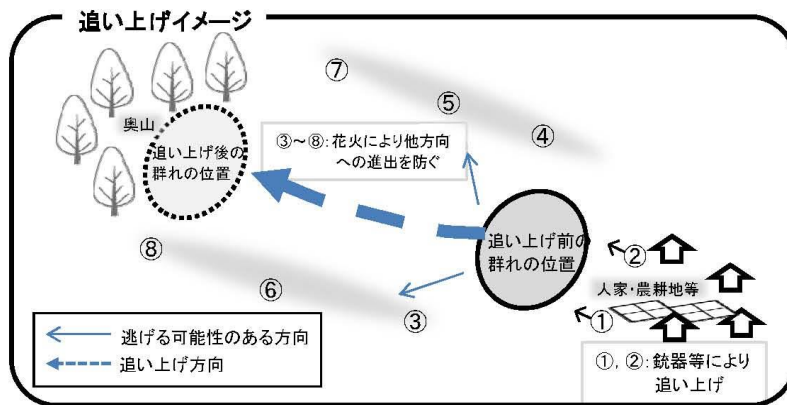 追い上げイメージ
奥山
追い上げ後の
群れの位置
③～⑧:花火により他方向
への進出を防ぐ
⑦
⑤
④
追い上げ前の
群れの位置
②
人家・農耕地等
①
⑧
⑥
③
逃げる可能性のある方向
追い上げ方向
①, ②:銃器等により
追い上げ